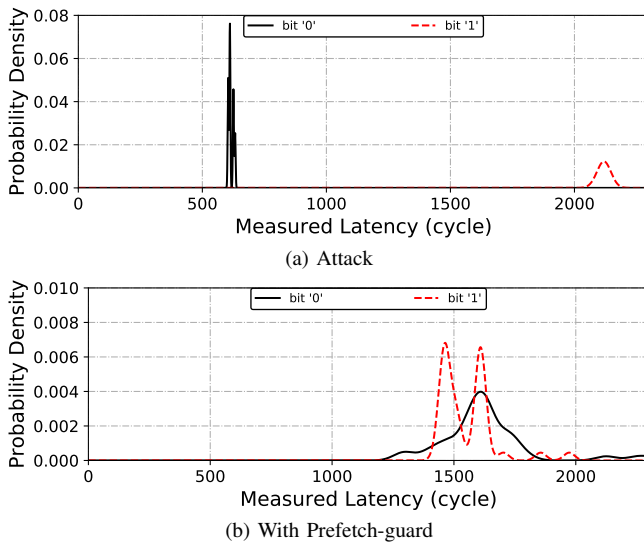 0.08
0.06
0.04
0.02
0.00
Probability Density
bit '0' bit '1'
0 500 1000 1500 2000
Measured Latency (cycle)
(a) Attack
0.010
0.008
0.006
0.004
0.002
0.000
Probability Density
bit '0' bit '1'
0 500 1000 1500 2000
Measured Latency (cycle)
(b) With Prefetch-guard